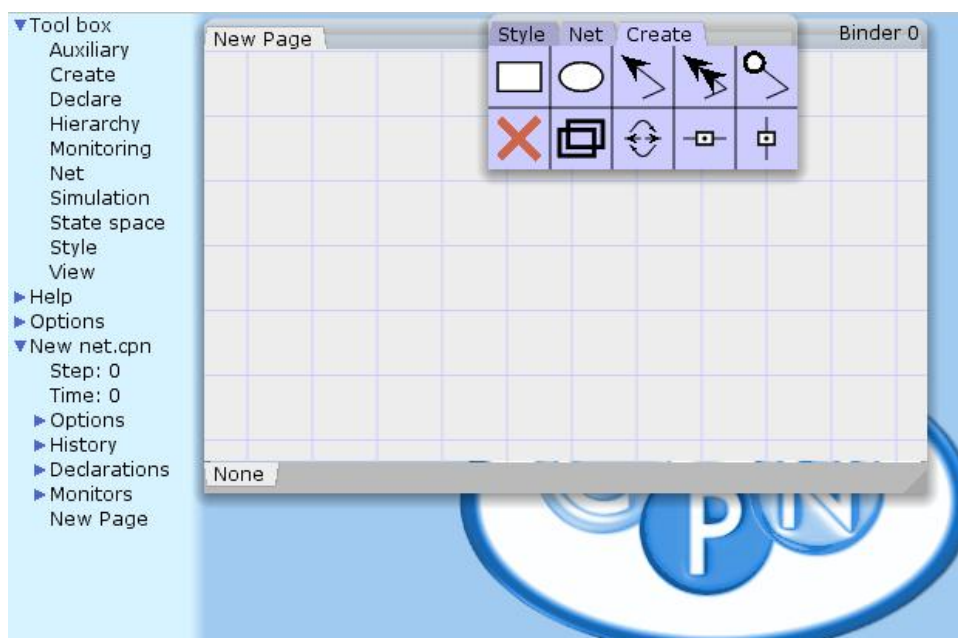 Tool box
Auxiliary
Create
Declare
Hierarchy
Monitoring
Net
Simulation
State space
Style
View
Help
Options
New net.cpn
Step: 0
Time: 0
Options
History
Declarations
Monitors
New Page
New Page
Style Net Create
Binder 0
None
CPN